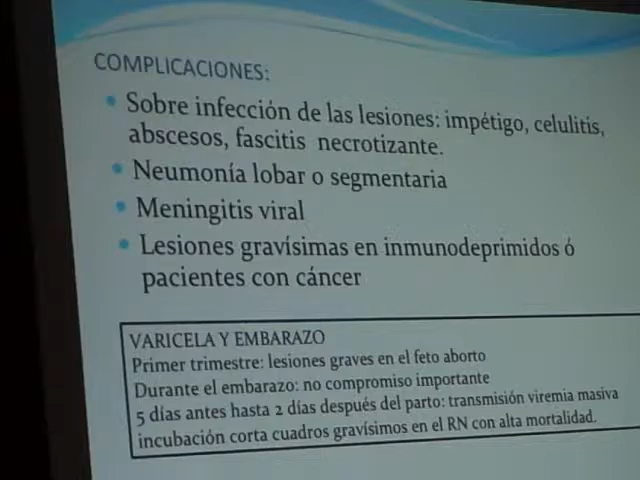 COMPLICACIONES:
• Sobre infección de las lesiones: impétigo, celulitis,
abscesos, fascitis necrotizante.
• Neumonía lobar o segmentaria
• Meningitis viral
• Lesiones gravísimas en inmunodeprimidos ó
pacientes con cáncer
VARICELA Y EMBARAZO
Primer trimestre: lesiones graves en el feto aborto
Durante el embarazo: no compromiso importante
5 días antes hasta 2 días después del parto: transmisión viremia masiva
incubación corta cuadros gravísimos en el RN con alta mortalidad.